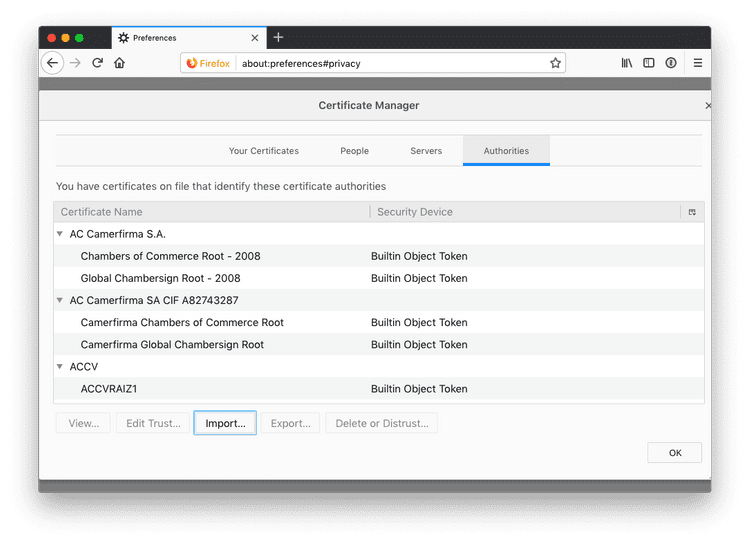 Preferences
Firefox about:preferences#privacy
Certificate Manager
Your Certificates People Servers Authorities
You have certificates on file that identify these certificate authorities
Certificate Name Security Device
AC Camerfirma S.A.
Chambers of Commerce Root - 2008 Builtin Object Token
Global Chambersign Root - 2008 Builtin Object Token
AC Camerfirma SA CIF A82743287
Camerfirma Chambers of Commerce Root Builtin Object Token
Camerfirma Global Chambersign Root Builtin Object Token
ACCV
ACCVRAIZ1 Builtin Object Token
View... Edit Trust... Import... Export... Delete or Distrust...
OK